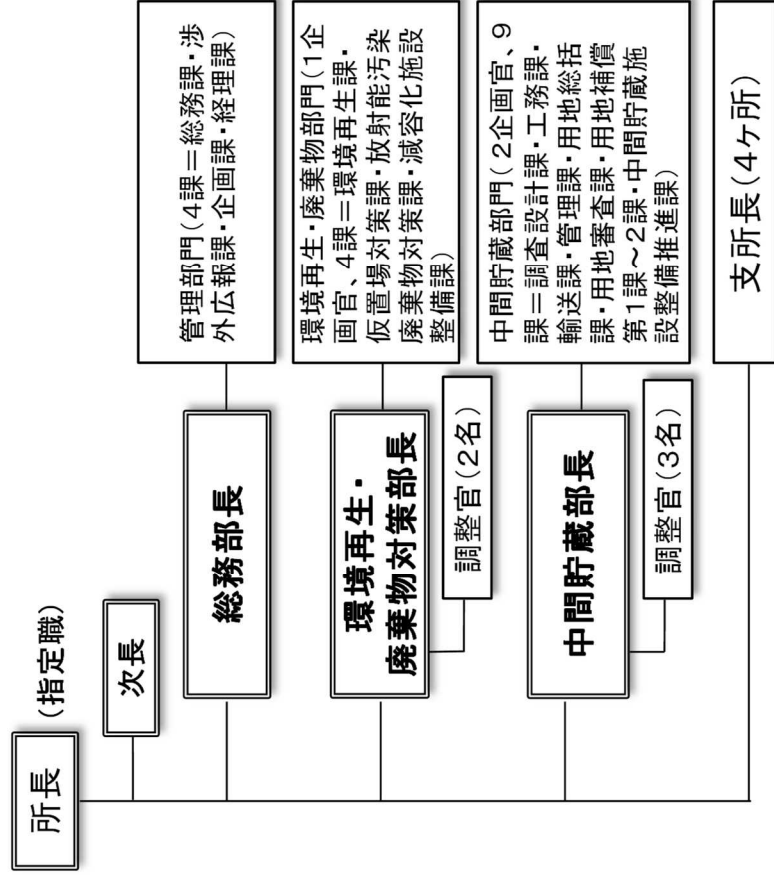 所長
(指定職)
次長
総務部長
管理部門(4課＝総務課・渉
外広報課・企画課・経理課)
環境再生・
廃棄物対策部長
調整官(2名)
環境再生・廃棄物部門(1企
画官、4課＝環境再生課・
仮置場対策課・放射能汚染
廃棄物対策課・減容化施設
整備課)
中間貯蔵部長
調整官(3名)
中間貯蔵部門(2企画官、9
課＝調査設計課・工務課・
輸送課・管理課・用地総括
課・用地審査課・用地補償
第1課～2課・中間貯蔵施
設整備推進課)
支所長(4ヶ所)